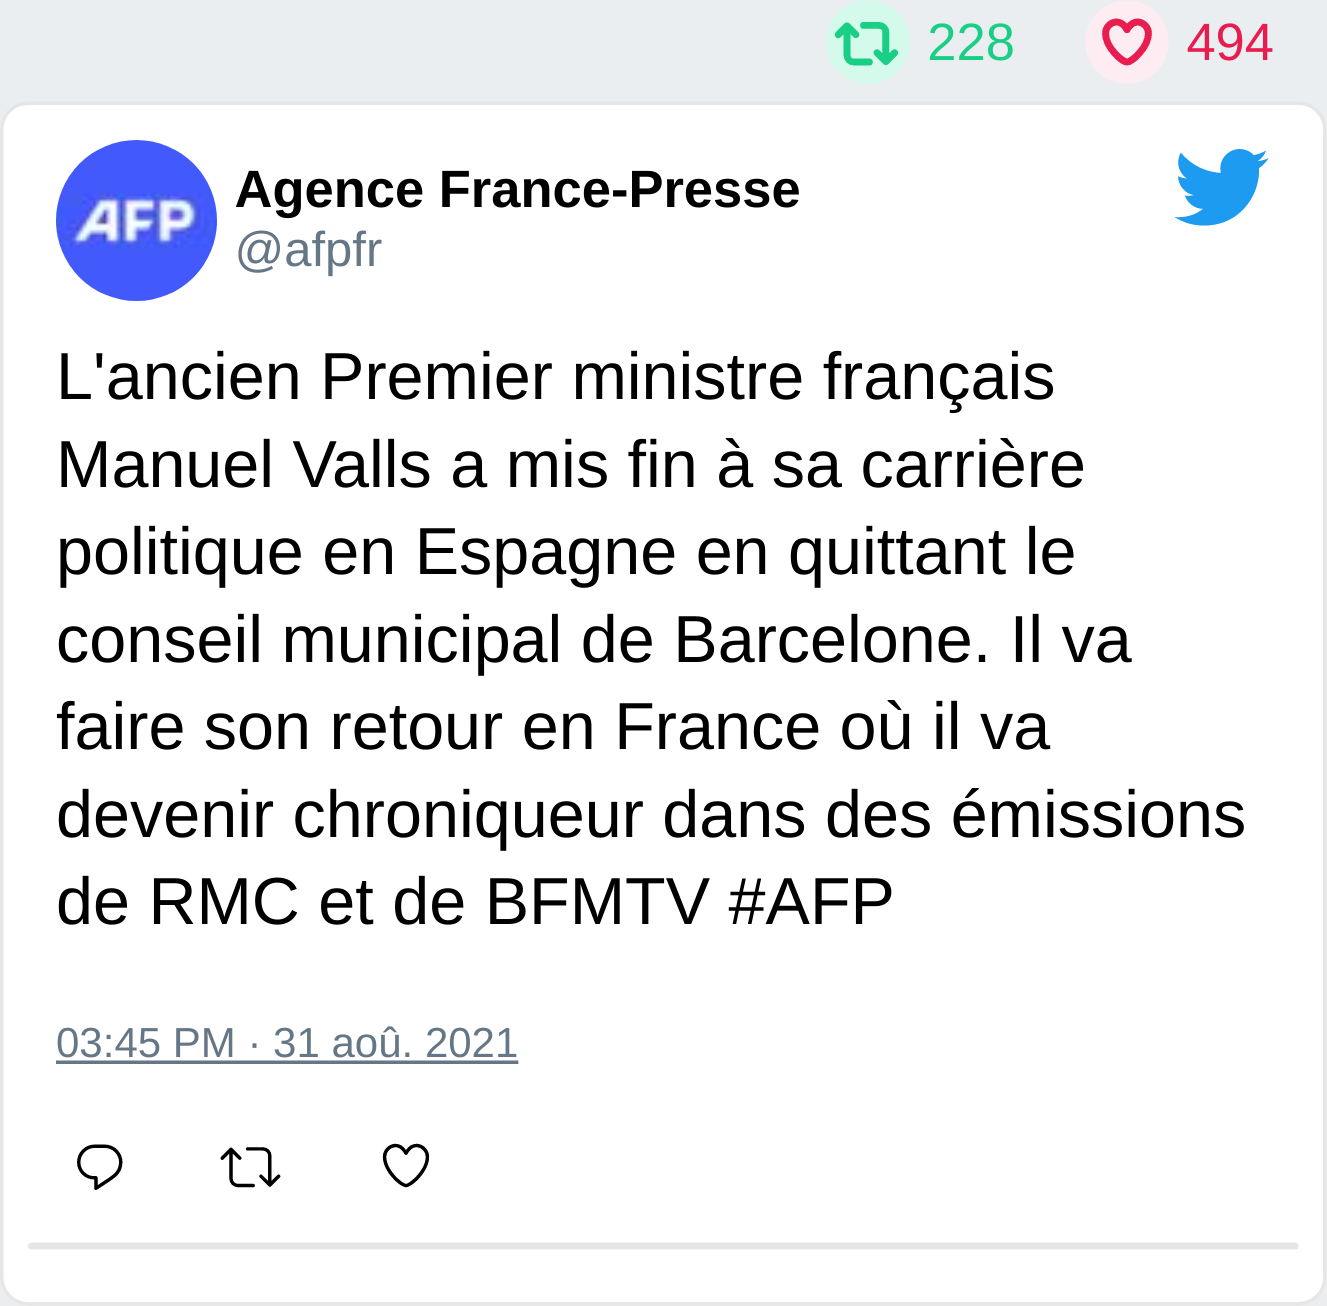 228 494
AFP
Agence France-Presse
@afpfr
L'ancien Premier ministre français
Manuel Valls a mis fin à sa carrière
politique en Espagne en quittant le
conseil municipal de Barcelone. Il va
faire son retour en France où il va
devenir chroniqueur dans des émissions
de RMC et de BFMTV #AFP
03:45 PM · 31 aoû. 2021